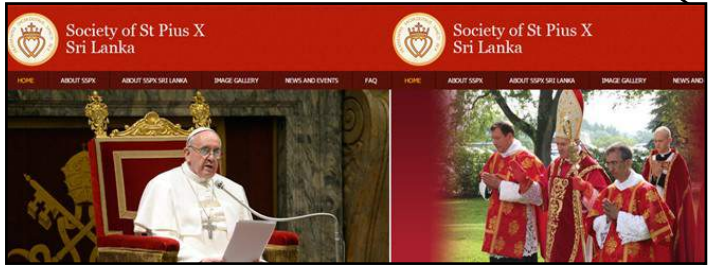 Society of St Pius X
Sri Lanka
HOME ABOUT SSPX ABOUT SSPX SRI LANKA IMAGE GALLERY NEWS AND EVENTS FAQ
Society of St Pius X
Sri Lanka
HOME ABOUT SSPX ABOUT SSPX SRI LANKA IMAGE GALLERY NEWS AND